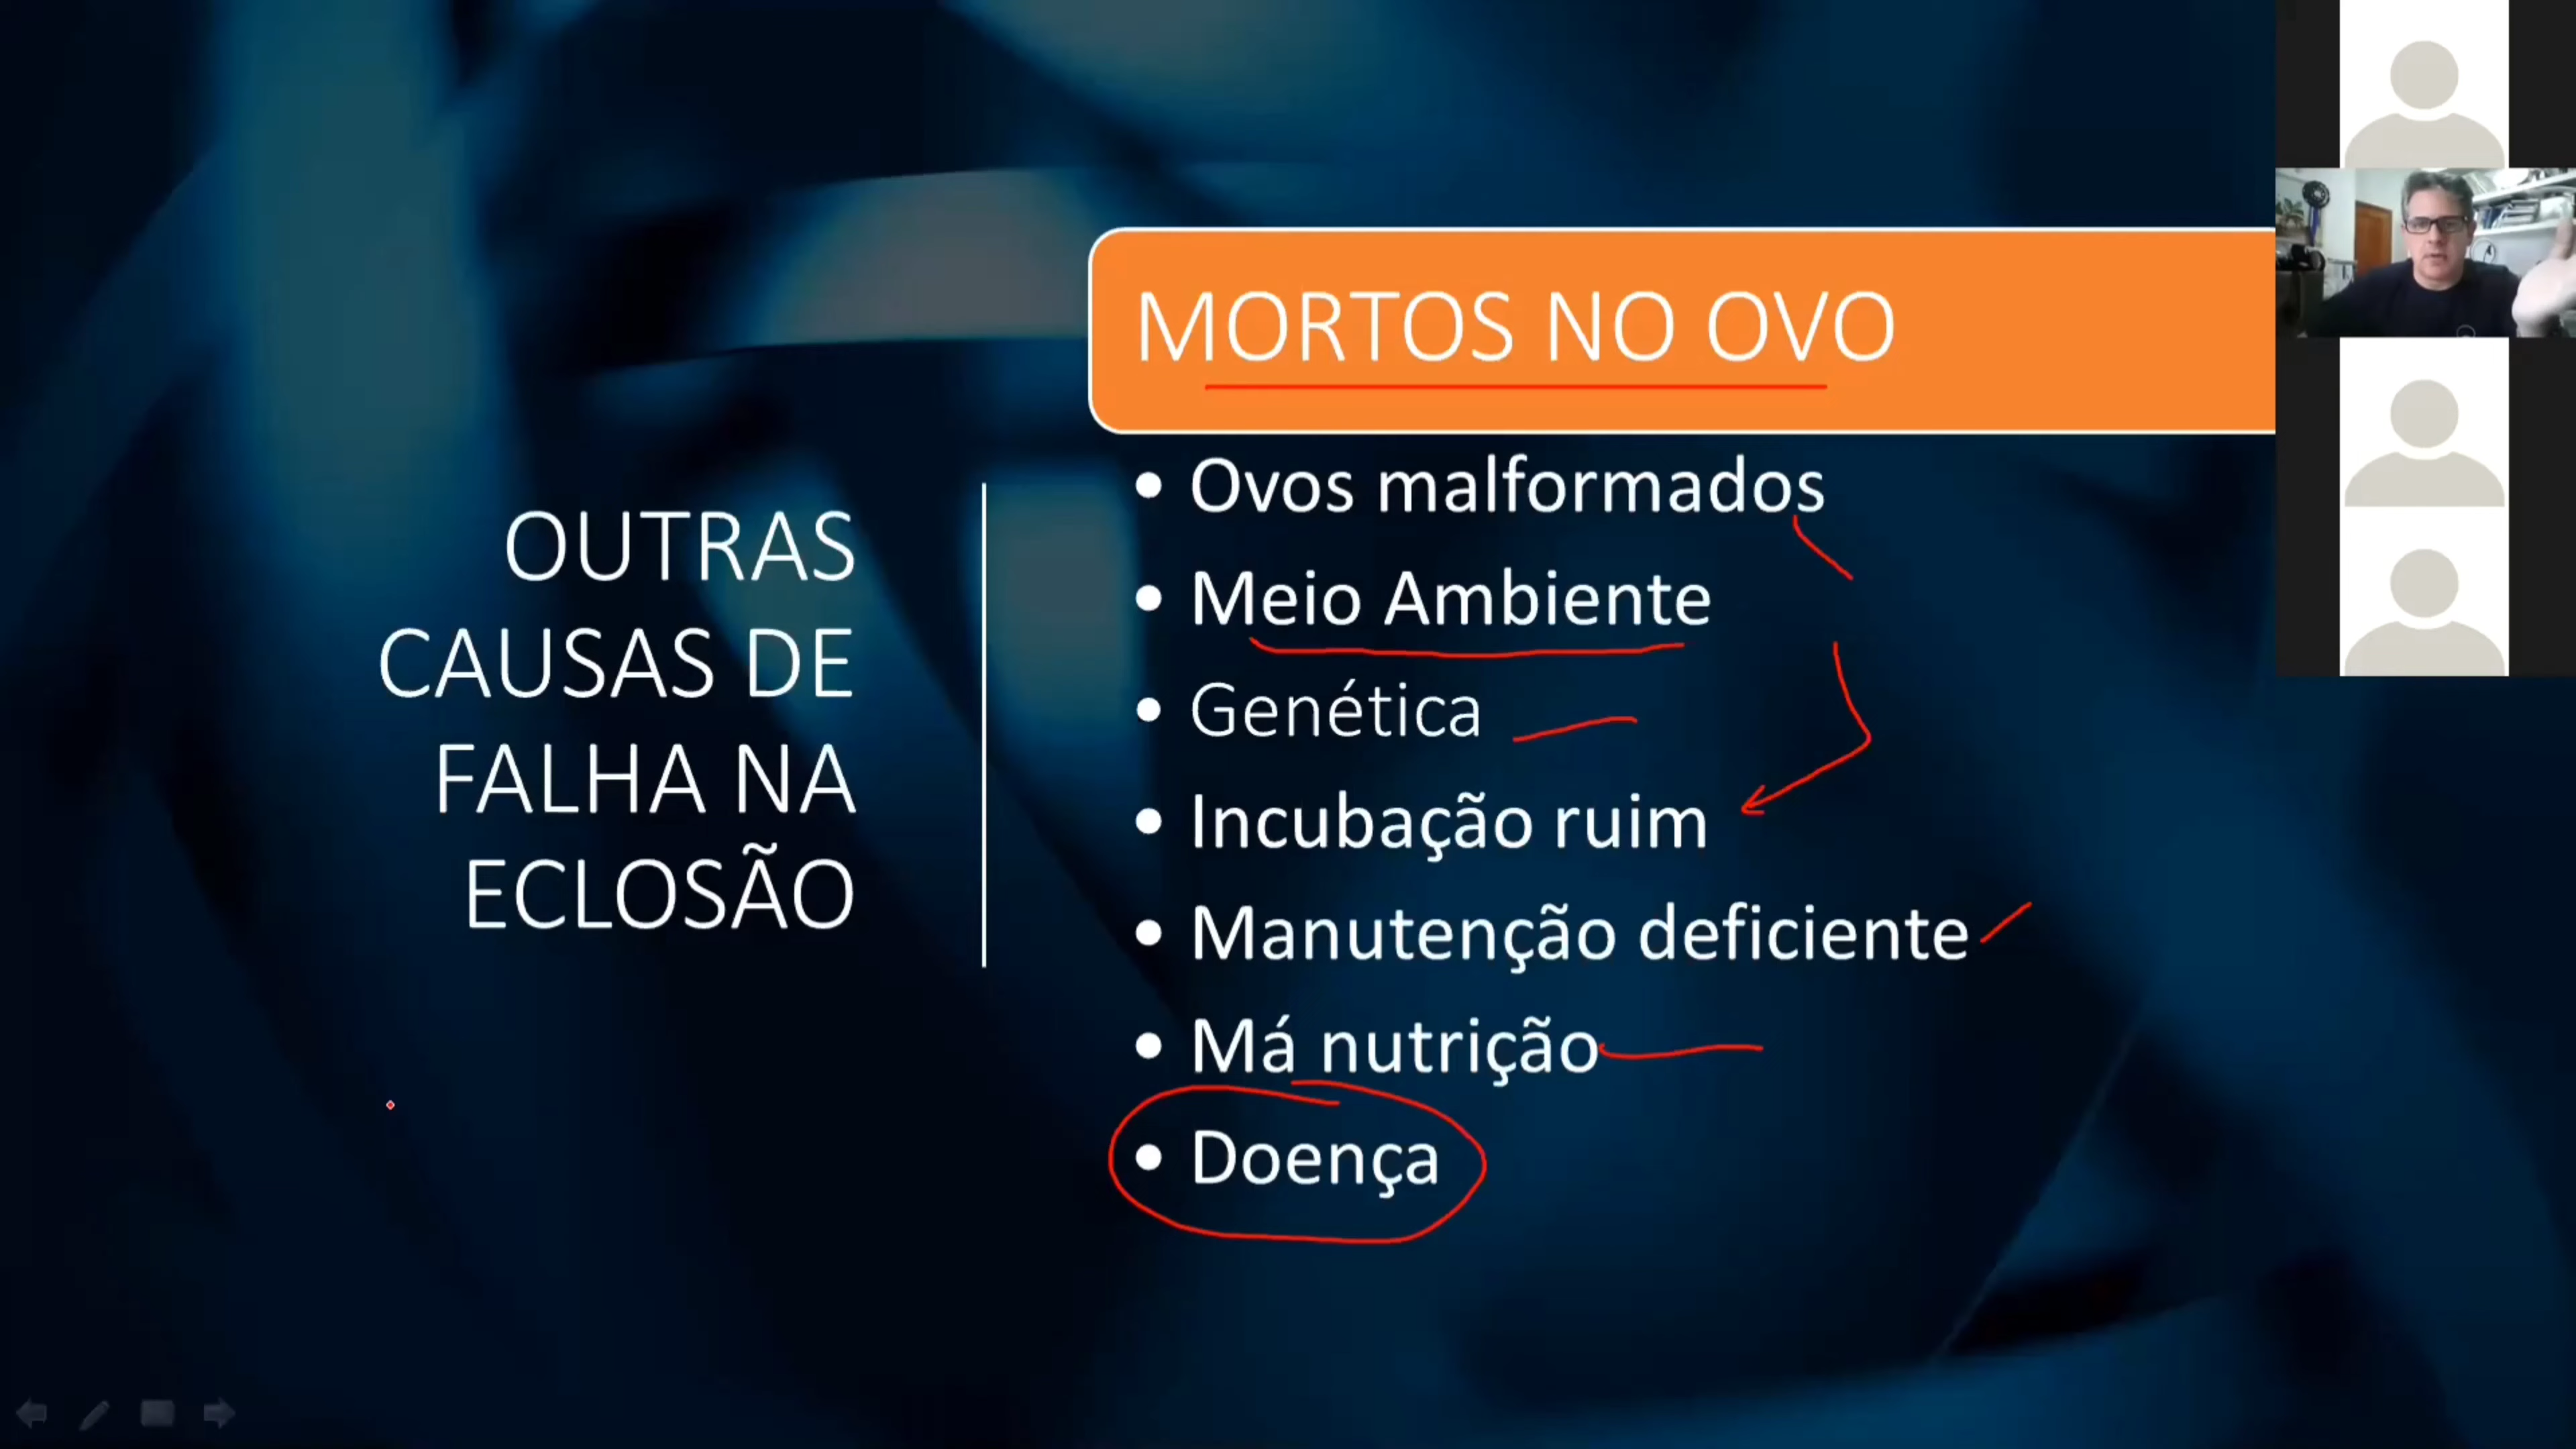 OUTRAS
CAUSAS DE
FALHA NA
ECLOSÃO
MORTOS NO OVO
• Ovos malformados
• Meio Ambiente
• Genética
• Incubação ruim
• Manutenção deficiente
• Má nutrição
• Doença